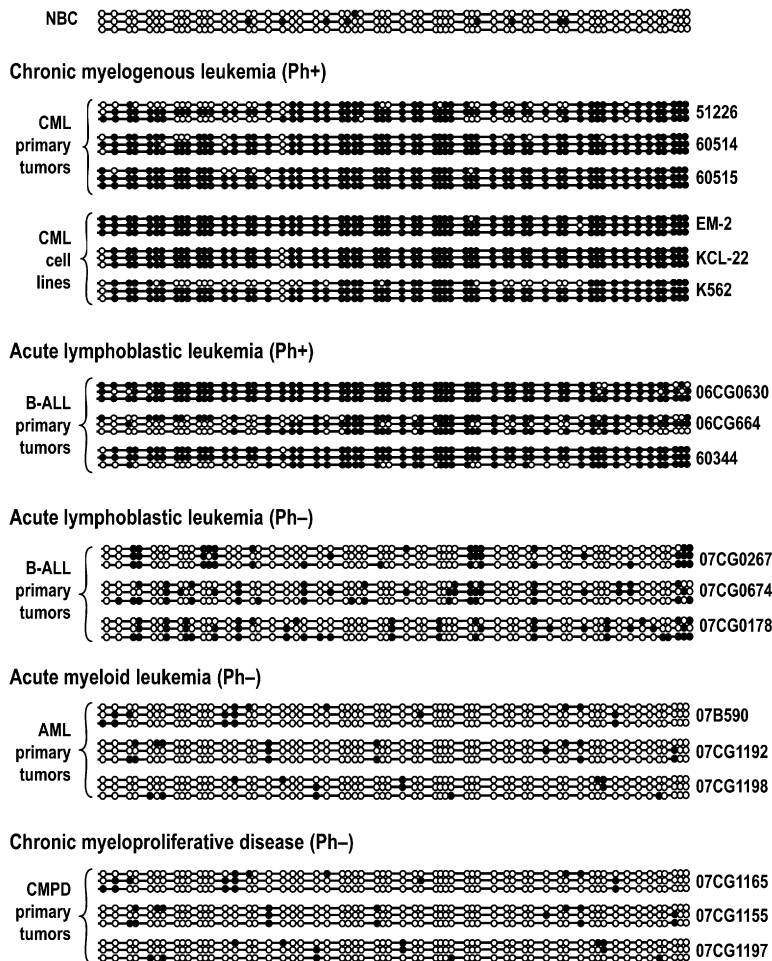 NBC
Chronic myelogenous leukemia (Ph+)
CML
primary
tumors
51226
60514
60515
CML
cell
lines
EM-2
KCL-22
K562
Acute lymphoblastic leukemia (Ph+)
B-ALL
primary
tumors
06CG0630
06CG664
60344
Acute lymphoblastic leukemia (Ph–)
B-ALL
primary
tumors
07CG0267
07CG0674
07CG0178
Acute myeloid leukemia (Ph–)
AML
primary
tumors
07B590
07CG1192
07CG1198
Chronic myeloproliferative disease (Ph–)
CMPD
primary
tumors
07CG1165
07CG1155
07CG1197